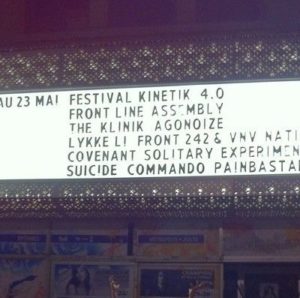 AU 23 MAI FESTIVAL KINETIK 4.0
FRONT LINE ASSEMBLY
THE KLINIK AGONOIZE
LYKKE LI FRONT 242 & VNV NATI
COVENANT SOLITARY EXPERIMEN
SUICIDE COMMANDO PAINBASTA